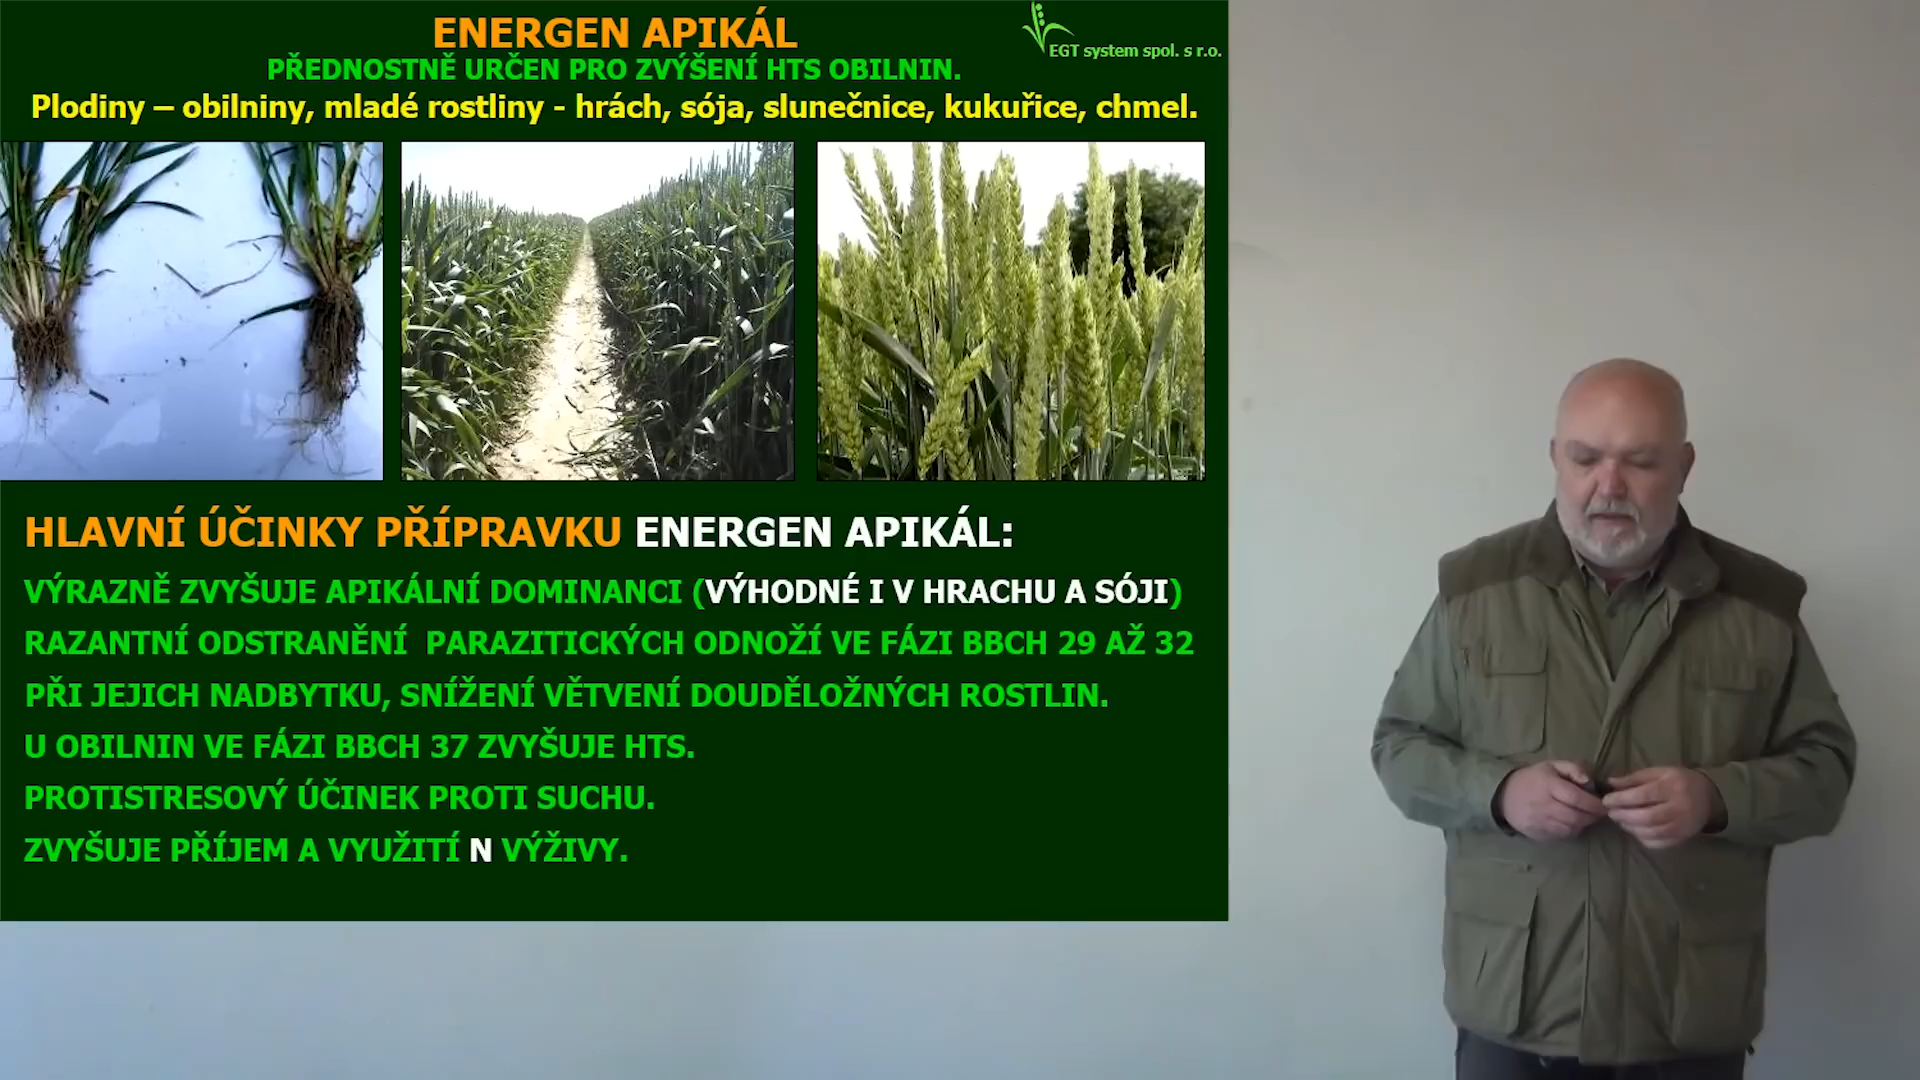 ENERGEN APIKÁL
EGT system spol. s r.o.
PŘEDNOSTNĚ URČEN PRO ZVÝŠENÍ HTS OBILNIN.
Plodiny – obilniny, mladé rostliny - hrách, sója, slunečnice, kukuřice, chmel.
HLAVNÍ ÚČINKY PŘÍPRAVKU ENERGEN APIKÁL:
VÝRAZNĚ ZVYŠUJE APIKÁLNÍ DOMINANCI (VÝHODNÉ I V HRACHU A SÓJI)
RAZANTNÍ ODSTRANĚNÍ PARAZITICKÝCH ODNOŽÍ VE FÁZI BBCH 29 AŽ 32
PŘI JEJICH NADBYTKU, SNÍŽENÍ VĚTVENÍ DOUDĚLOŽNÝCH ROSTLIN.
U OBILNIN VE FÁZI BBCH 37 ZVYŠUJE HTS.
PROTISTRESOVÝ ÚČINEK PROTI SUCHU.
ZVYŠUJE PŘÍJEM A VYUŽITÍ N VÝŽIVY.